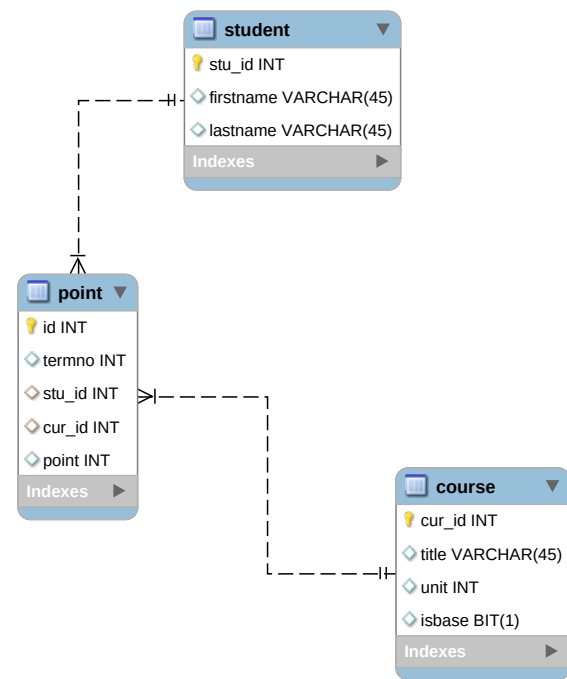 student
stu_id INT
firstname VARCHAR(45)
lastname VARCHAR(45)
Indexes
point
id INT
termno INT
stu_id INT
cur_id INT
point INT
Indexes
course
cur_id INT
title VARCHAR(45)
unit INT
isbase BIT(1)
Indexes